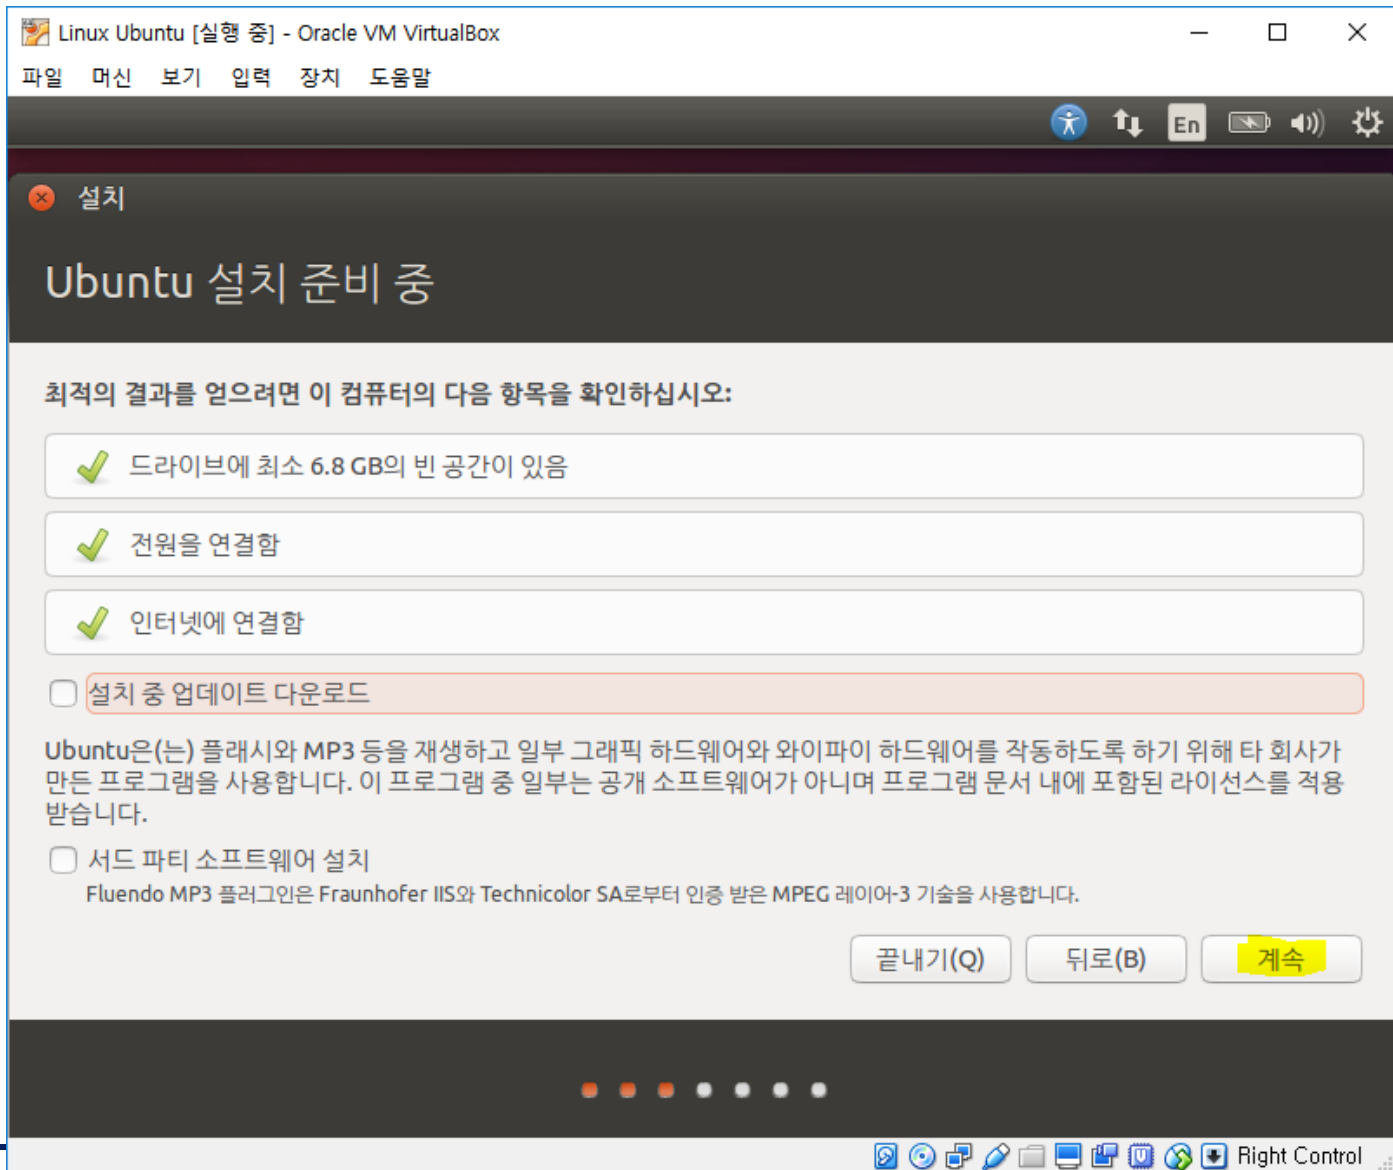 Linux Ubuntu [실행 중] - Oracle VM VirtualBox
파일 머신 보기 입력 장치 도움말
En
설치
Ubuntu 설치 준비 중
최적의 결과를 얻으려면 이 컴퓨터의 다음 항목을 확인하십시오:
드라이브에 최소 6.8 GB의 빈 공간이 있음
전원을 연결함
인터넷에 연결함
설치 중 업데이트 다운로드
Ubuntu은(는) 플래시와 MP3 등을 재생하고 일부 그래픽 하드웨어와 와이파이 하드웨어를 작동하도록 하기 위해 타 회사가
만든 프로그램을 사용합니다. 이 프로그램 중 일부는 공개 소프트웨어가 아니며 프로그램 문서 내에 포함된 라이선스를 적용
받습니다.
서드 파티 소프트웨어 설치
Fluendo MP3 플러그인은 Fraunhofer IIS와 Technicolor SA로부터 인증 받은 MPEG 레이어-3 기술을 사용합니다.
끝내기(Q) 뒤로(B) 계속
Right Control